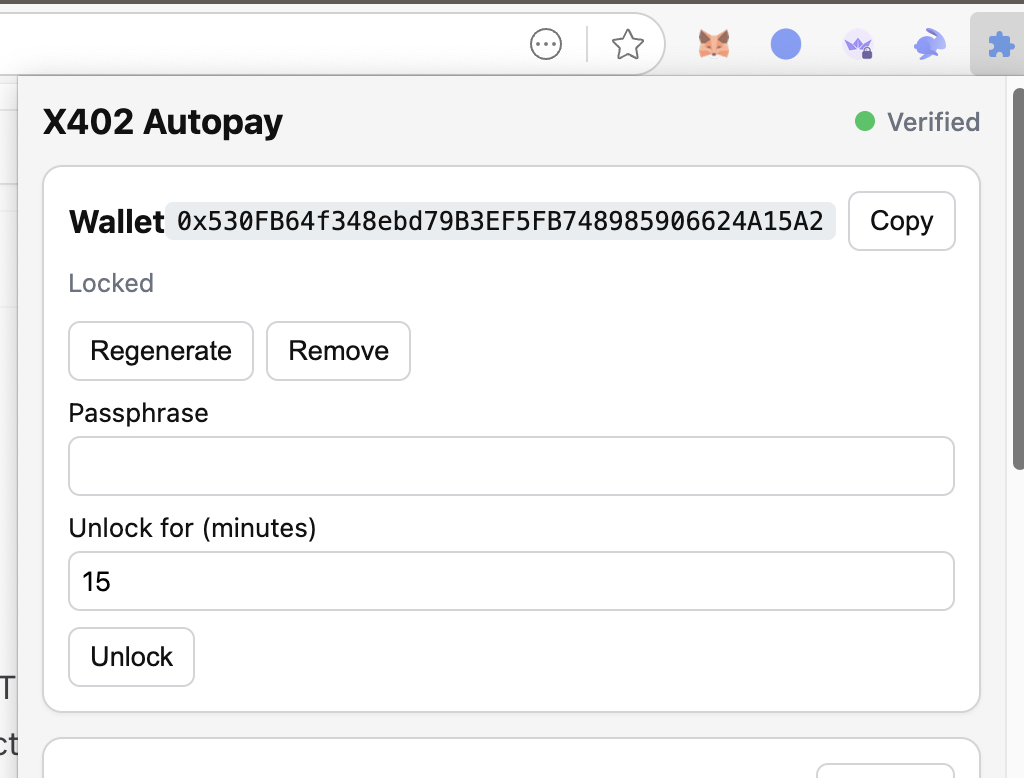 X402 Autopay
Verified
Wallet 0x530FB64f348ebd79B3EF5FB748985906624A15A2 Copy
Locked
Regenerate Remove
Passphrase
Unlock for (minutes)
15
Unlock
T
ct